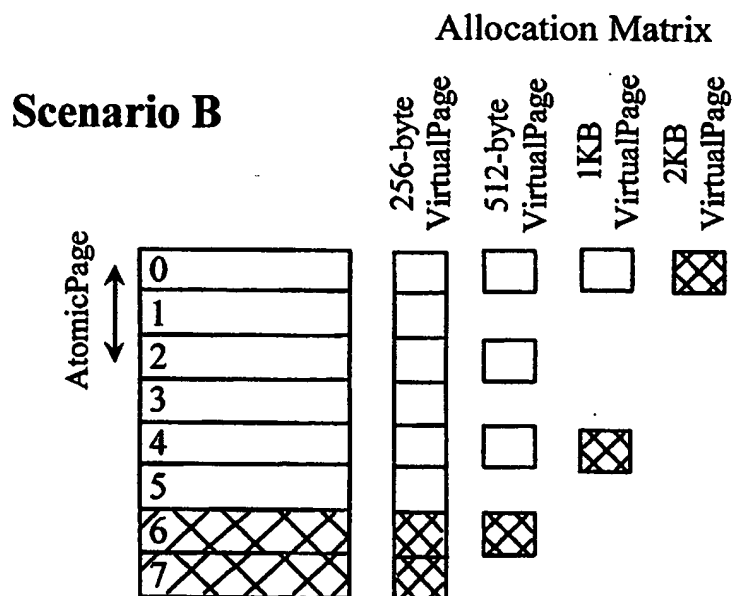 Allocation Matrix
Scenario B
256-byte
VirtualPage
512-byte
VirtualPage
1KB
VirtualPage
2KB
VirtualPage
AtomicPage
0
1
2
3
4
5
6
7